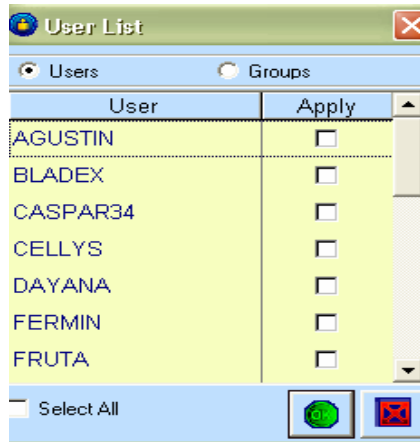 User List
Users Groups
User Apply
AGUSTIN
BLADEX
CASPAR34
CELLYS
DAYANA
FERMIN
FRUTA
Select All